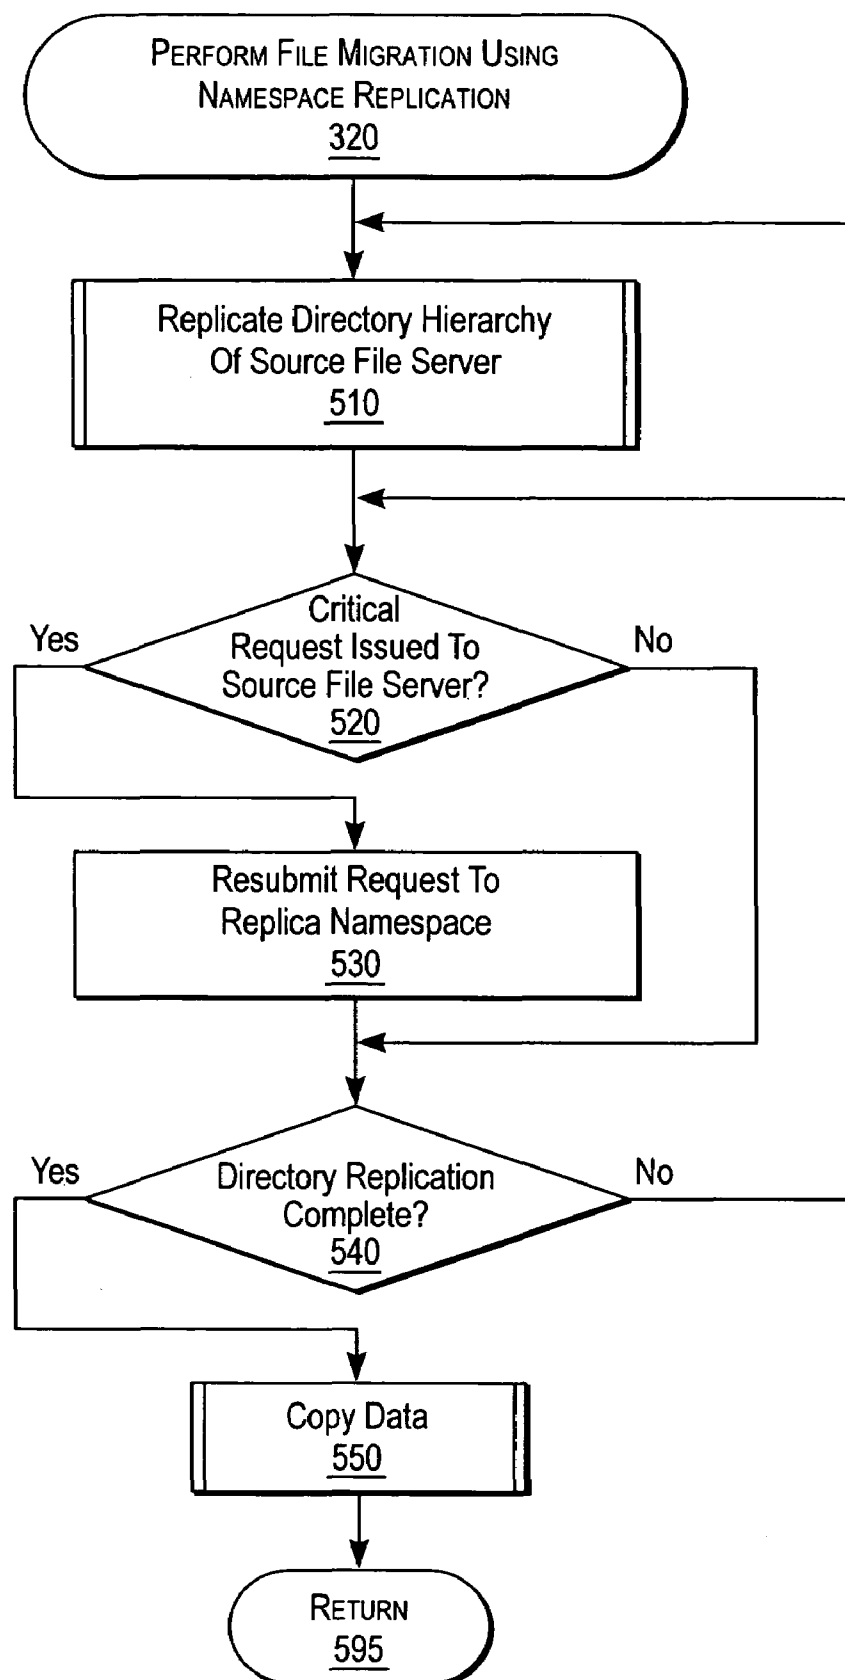 PERFORM FILE MIGRATION USING
NAMESPACE REPLICATION
320
Replicate Directory Hierarchy
Of Source File Server
510
Critical
Request Issued To
Source File Server?
520
Yes
No
Resubmit Request To
Replica Namespace
530
Directory Replication
Complete?
540
Yes
No
Copy Data
550
RETURN
595